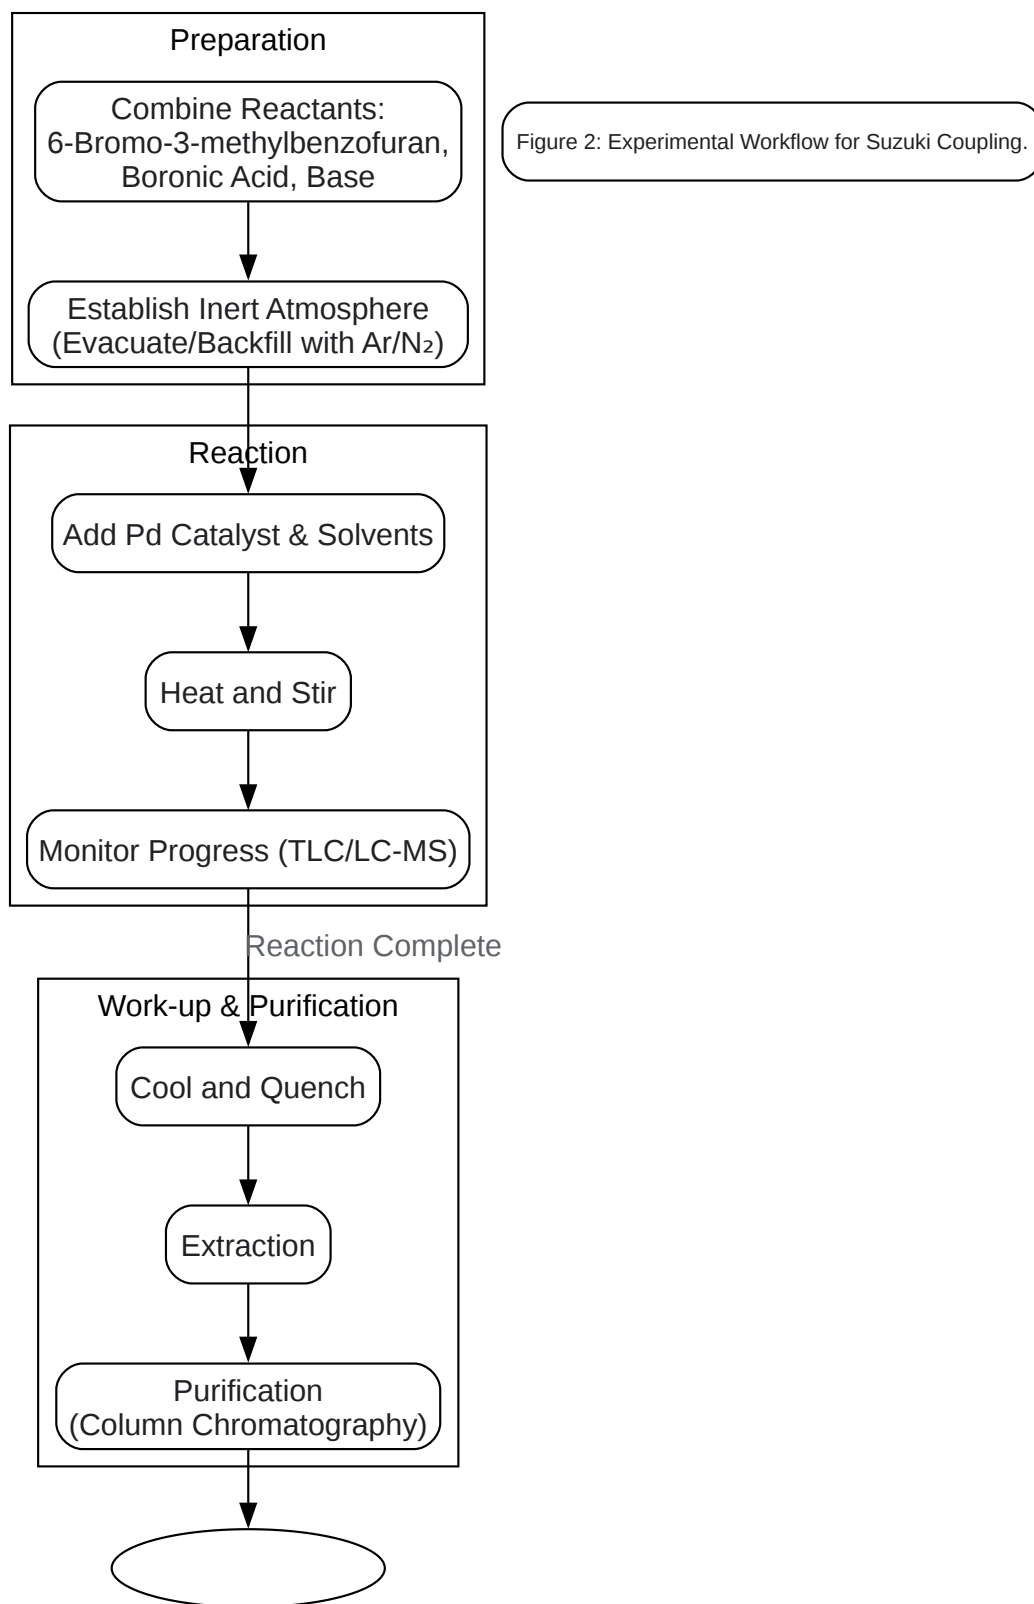 Preparation
Combine Reactants:
6-Bromo-3-methylbenzofuran,
Boronic Acid, Base
Figure 2: Experimental Workflow for Suzuki Coupling.
Establish Inert Atmosphere
(Evacuate/Backfill with Ar/N₂)
Reaction
Add Pd Catalyst & Solvents
Heat and Stir
Monitor Progress (TLC/LC-MS)
Reaction Complete
Work-up & Purification
Cool and Quench
Extraction
Purification
(Column Chromatography)